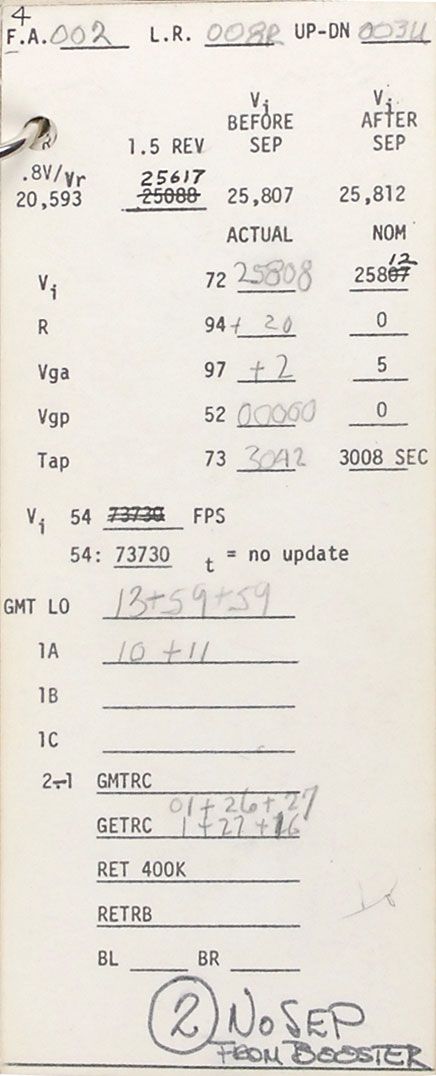 4
F.A. 002 L.R. 008R UP-DN 003U
Vi BEFORE SEP Vi AFTER SEP
R 1.5 REV
.8V/Vr 25617
20,593 25088 25,807 25,812
ACTUAL NOM
Vi 72 25808 25807 12
R 94 + 20 0
Vga 97 +2 5
Vgp 52 00000 0
Tap 73 3042 3008 SEC
Vi 54 73730 FPS
54: 73730 t = no update
GMT LO 13+59+59
1A 10 +11
1B
1C
2-1 GMTRC
01+26+27
GETRC 1+27+16
RET 400K
RETRB
BL BR
2 NO SEP
FROM BOOSTER